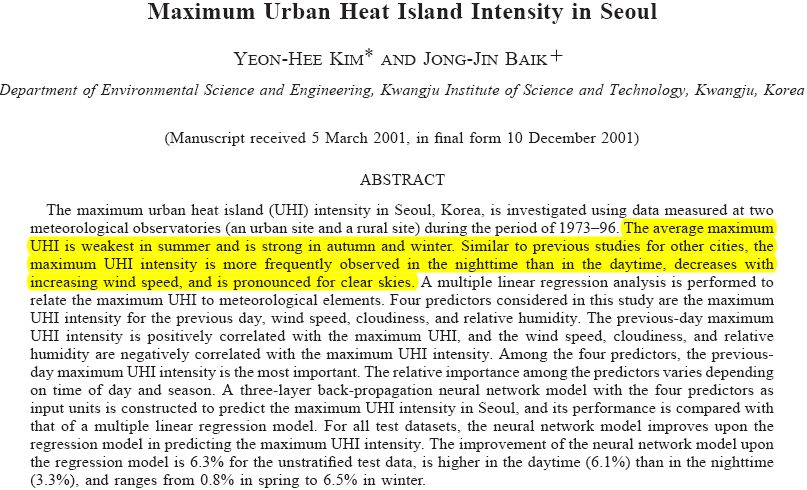 Maximum Urban Heat Island Intensity in Seoul
YEON-HEE KIM* AND JONG-JIN BAIK+
Department of Environmental Science and Engineering, Kwangju Institute of Science and Technology, Kwangju, Korea
(Manuscript received 5 March 2001, in final form 10 December 2001)
ABSTRACT
The maximum urban heat island (UHI) intensity in Seoul, Korea, is investigated using data measured at two
meteorological observatories (an urban site and a rural site) during the period of 1973–96. The average maximum
UHI is weakest in summer and is strong in autumn and winter. Similar to previous studies for other cities, the
maximum UHI intensity is more frequently observed in the nighttime than in the daytime, decreases with
increasing wind speed, and is pronounced for clear skies. A multiple linear regression analysis is performed to
relate the maximum UHI to meteorological elements. Four predictors considered in this study are the maximum
UHI intensity for the previous day, wind speed, cloudiness, and relative humidity. The previous-day maximum
UHI intensity is positively correlated with the maximum UHI, and the wind speed, cloudiness, and relative
humidity are negatively correlated with the maximum UHI intensity. Among the four predictors, the previous-
day maximum UHI intensity is the most important. The relative importance among the predictors varies depending
on time of day and season. A three-layer back-propagation neural network model with the four predictors as
input units is constructed to predict the maximum UHI intensity in Seoul, and its performance is compared with
that of a multiple linear regression model. For all test datasets, the neural network model improves upon the
regression model in predicting the maximum UHI intensity. The improvement of the neural network model upon
the regression model is 6.3% for the unstratified test data, is higher in the daytime (6.1%) than in the nighttime
(3.3%), and ranges from 0.8% in spring to 6.5% in winter.